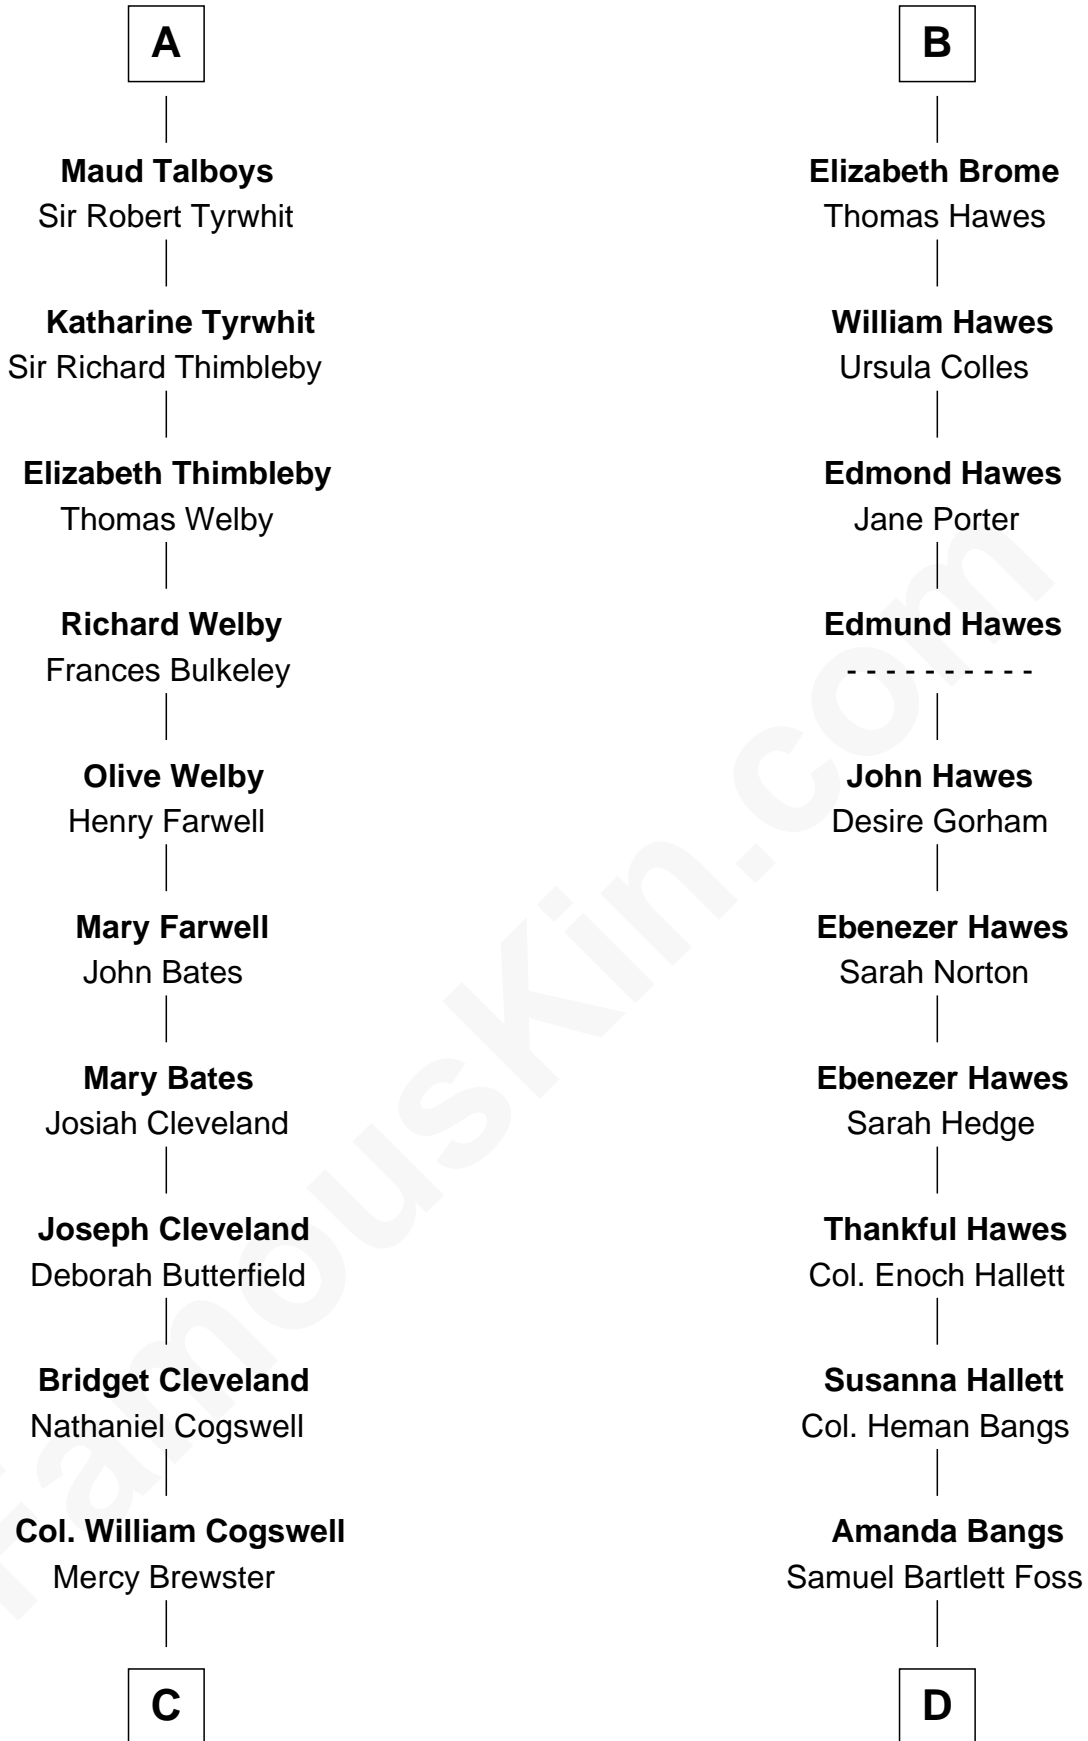 A
Maud Talboys
Sir Robert Tyrwhit
Katharine Tyrwhit
Sir Richard Thimbleby
Elizabeth Thimbleby
Thomas Welby
Richard Welby
Frances Bulkeley
Olive Welby
Henry Farwell
Mary Farwell
John Bates
Mary Bates
Josiah Cleveland
Joseph Cleveland
Deborah Butterfield
Bridget Cleveland
Nathaniel Cogswell
Col. William Cogswell
Mercy Brewster
C
B
Elizabeth Brome
Thomas Hawes
William Hawes
Ursula Colles
Edmond Hawes
Jane Porter
Edmund Hawes
- - - - - - - - - -
John Hawes
Desire Gorham
Ebenezer Hawes
Sarah Norton
Ebenezer Hawes
Sarah Hedge
Thankful Hawes
Col. Enoch Hallett
Susanna Hallett
Col. Heman Bangs
Amanda Bangs
Samuel Bartlett Foss
D
FamousKin.com